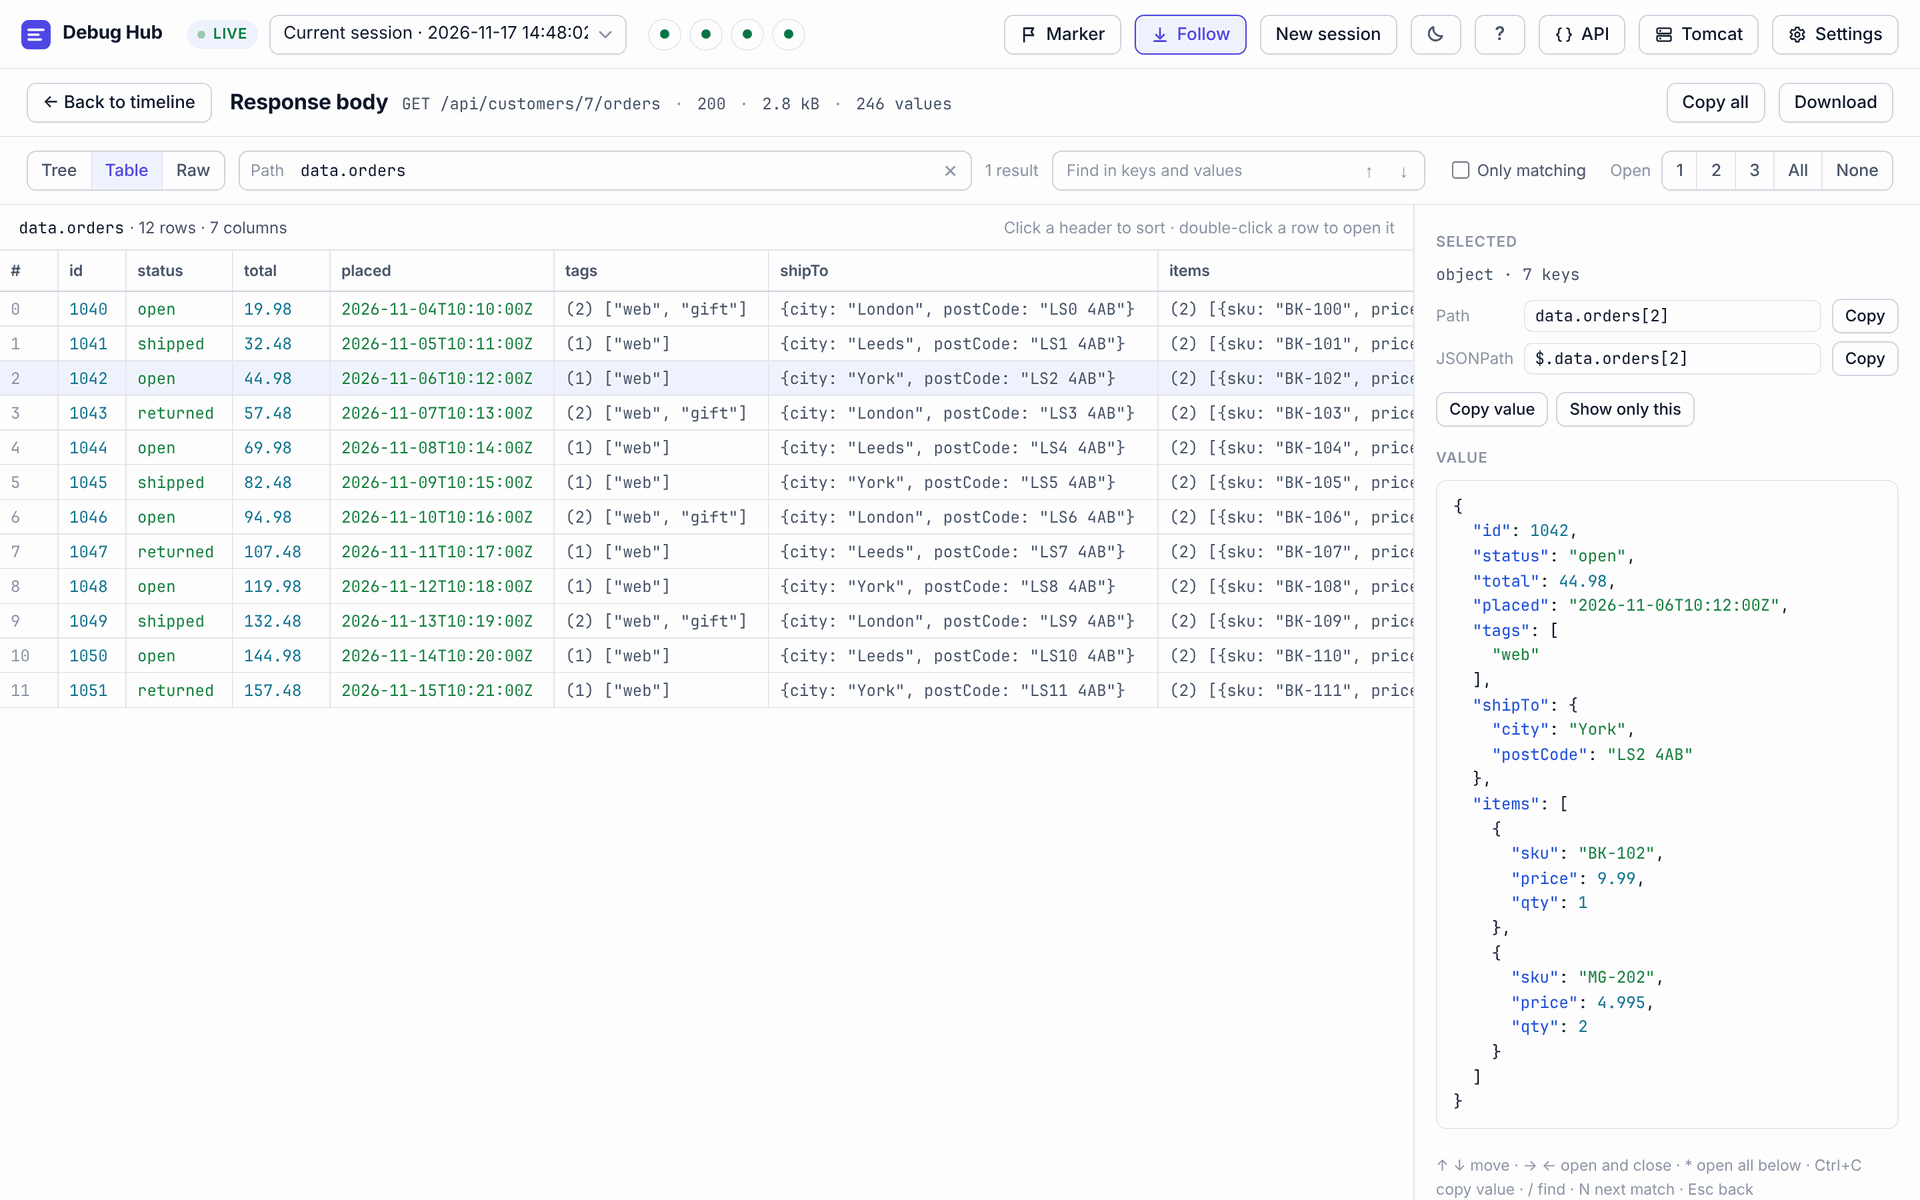 Debug Hub LIVE Current session · 2026-11-17 14:48:02 Marker Follow New session ? {} API Tomcat Settings
← Back to timeline Response body GET /api/customers/7/orders · 200 · 2.8 kB · 246 values Copy all Download
Tree Table Raw Path data.orders × 1 result Find in keys and values ↑ ↓ Only matching Open 1 2 3 All None
data.orders · 12 rows · 7 columns Click a header to sort · double-click a row to open it
# id status total placed tags shipTo items
0 1040 open 19.98 2026-11-04T10:10:00Z (2) ["web", "gift"] {city: "London", postCode: "LS0 4AB"} (2) [{sku: "BK-100", price
1 1041 shipped 32.48 2026-11-05T10:11:00Z (1) ["web"] {city: "Leeds", postCode: "LS1 4AB"} (2) [{sku: "BK-101", price
2 1042 open 44.98 2026-11-06T10:12:00Z (1) ["web"] {city: "York", postCode: "LS2 4AB"} (2) [{sku: "BK-102", price
3 1043 returned 57.48 2026-11-07T10:13:00Z (2) ["web", "gift"] {city: "London", postCode: "LS3 4AB"} (2) [{sku: "BK-103", price
4 1044 open 69.98 2026-11-08T10:14:00Z (1) ["web"] {city: "Leeds", postCode: "LS4 4AB"} (2) [{sku: "BK-104", price
5 1045 shipped 82.48 2026-11-09T10:15:00Z (1) ["web"] {city: "York", postCode: "LS5 4AB"} (2) [{sku: "BK-105", price
6 1046 open 94.98 2026-11-10T10:16:00Z (2) ["web", "gift"] {city: "London", postCode: "LS6 4AB"} (2) [{sku: "BK-106", price
7 1047 returned 107.48 2026-11-11T10:17:00Z (1) ["web"] {city: "Leeds", postCode: "LS7 4AB"} (2) [{sku: "BK-107", price
8 1048 open 119.98 2026-11-12T10:18:00Z (1) ["web"] {city: "York", postCode: "LS8 4AB"} (2) [{sku: "BK-108", price
9 1049 shipped 132.48 2026-11-13T10:19:00Z (2) ["web", "gift"] {city: "London", postCode: "LS9 4AB"} (2) [{sku: "BK-109", price
10 1050 open 144.98 2026-11-14T10:20:00Z (1) ["web"] {city: "Leeds", postCode: "LS10 4AB"} (2) [{sku: "BK-110", price
11 1051 returned 157.48 2026-11-15T10:21:00Z (1) ["web"] {city: "York", postCode: "LS11 4AB"} (2) [{sku: "BK-111", price
SELECTED
object · 7 keys
Path data.orders[2] Copy
JSONPath $.data.orders[2] Copy
Copy value Show only this
VALUE
{
"id": 1042,
"status": "open",
"total": 44.98,
"placed": "2026-11-06T10:12:00Z",
"tags": [
"web"
],
"shipTo": {
"city": "York",
"postCode": "LS2 4AB"
},
"items": [
{
"sku": "BK-102",
"price": 9.99,
"qty": 1
},
{
"sku": "MG-202",
"price": 4.995,
"qty": 2
}
]
}
↑ ↓ move · → ← open and close · * open all below · Ctrl+C
copy value · / find · N next match · Esc back